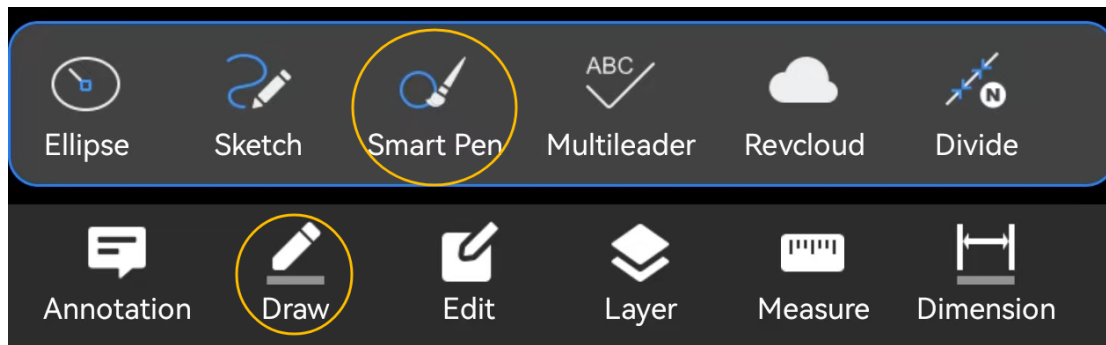 ABC
Ellipse Sketch Smart Pen Multileader Revcloud Divide
N
Annotation Draw Edit Layer Measure Dimension